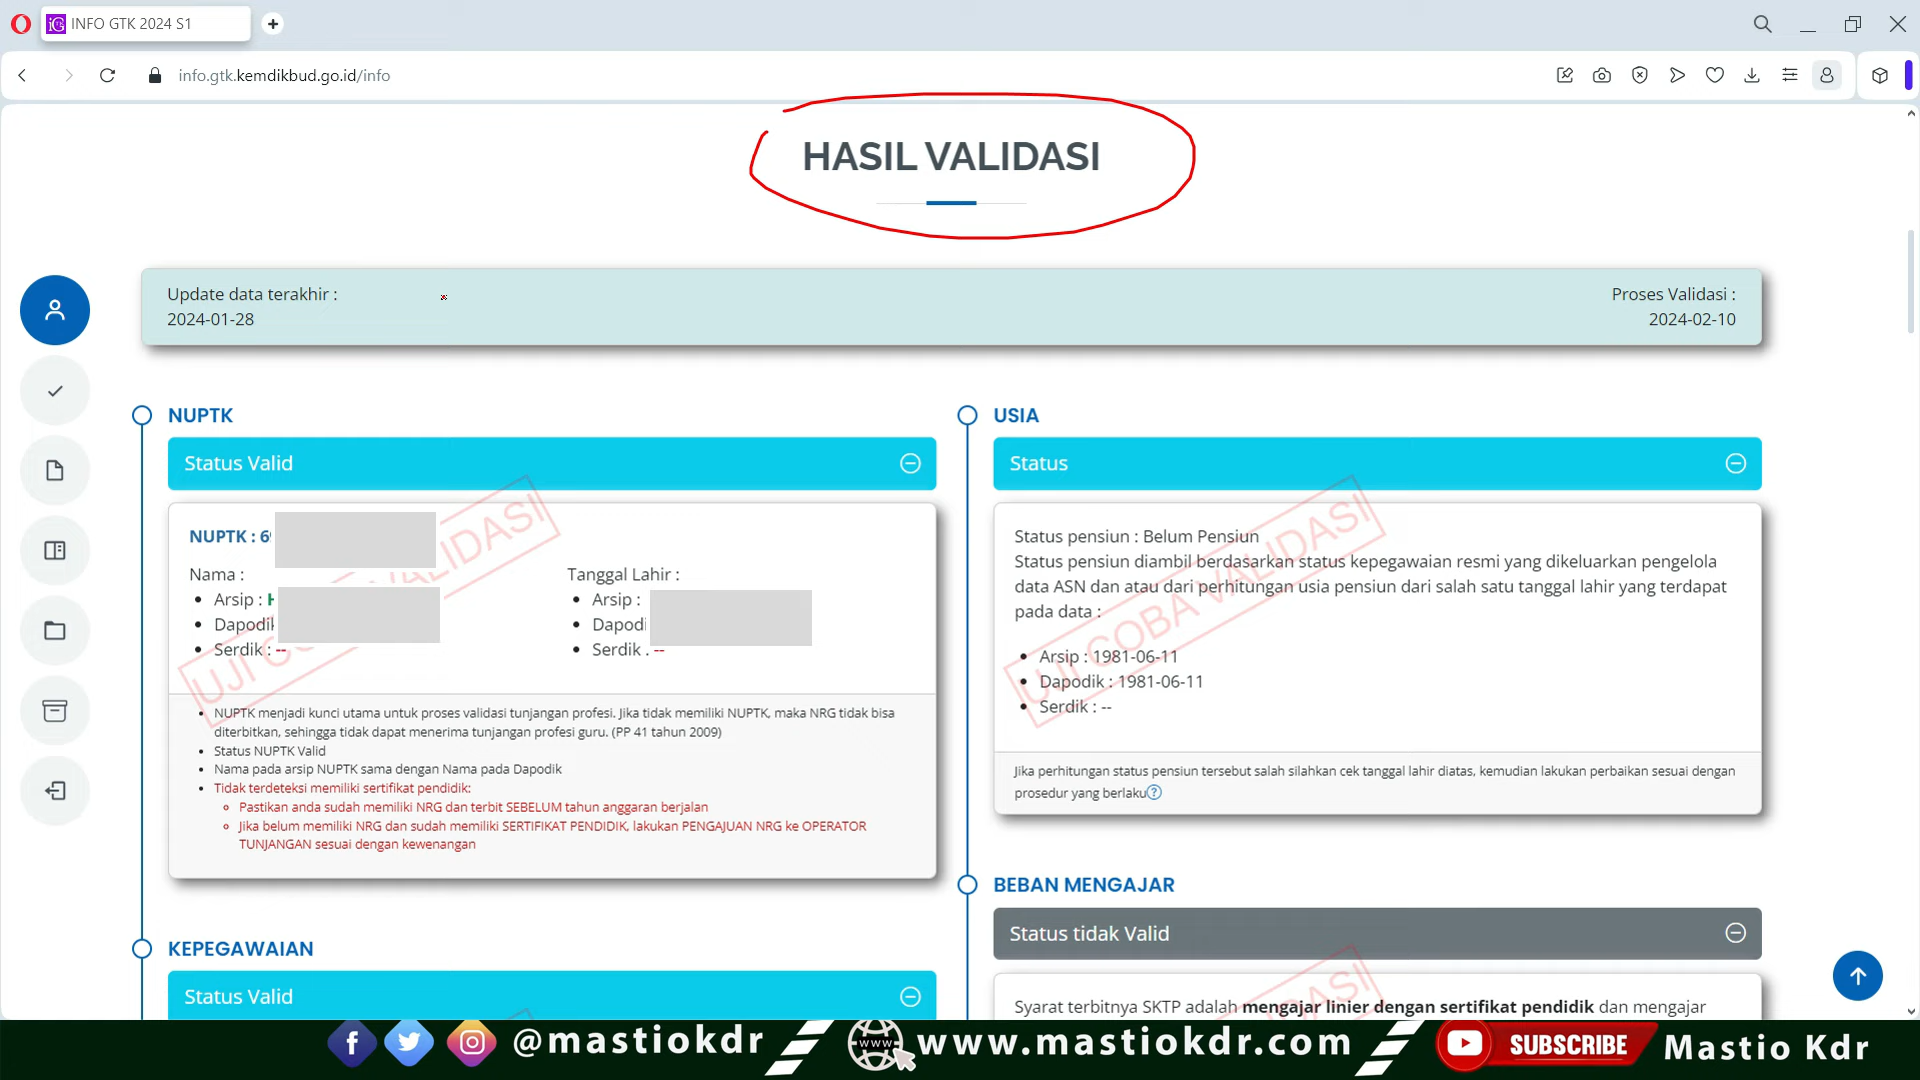 INFO GTK 2024 S1
info.gtk.kemdikbud.go.id/info
HASIL VALIDASI
Update data terakhir :
2024-01-28
Proses Validasi :
2024-02-10
NUPTK
Status Valid
NUPTK : 6
Nama :
Arsip :
Dapodik
Serdik : --
Tanggal Lahir :
Arsip :
Dapodi
Serdik : --
UJI COBA VALIDASI
NUPTK menjadi kunci utama untuk proses validasi tunjangan profesi. Jika tidak memiliki NUPTK, maka NRG tidak bisa
diterbitkan, sehingga tidak dapat menerima tunjangan profesi guru. (PP 41 tahun 2009)
Status NUPTK Valid
Nama pada arsip NUPTK sama dengan Nama pada Dapodik
Tidak terdeteksi memiliki sertifikat pendidik:
Pastikan anda sudah memiliki NRG dan terbit SEBELUM tahun anggaran berjalan
Jika belum memiliki NRG dan sudah memiliki SERTIFIKAT PENDIDIK, lakukan PENGAJUAN NRG ke OPERATOR
TUNJANGAN sesuai dengan kewenangan
KEPEGAWAIAN
Status Valid
USIA
Status
Status pensiun : Belum Pensiun
Status pensiun diambil berdasarkan status kepegawaian resmi yang dikeluarkan pengelola
data ASN dan atau dari perhitungan usia pensiun dari salah satu tanggal lahir yang terdapat
pada data :
Arsip : 1981-06-11
Dapodik : 1981-06-11
Serdik : --
UJI COBA VALIDASI
Jika perhitungan status pensiun tersebut salah silahkan cek tanggal lahir diatas, kemudian lakukan perbaikan sesuai dengan
prosedur yang berlaku
BEBAN MENGAJAR
Status tidak Valid
Syarat terbitnya SKTP adalah mengajar linier dengan sertifikat pendidik dan mengajar
@mastiokdr
www.mastiokdr.com
SUBSCRIBE
Mastio Kdr